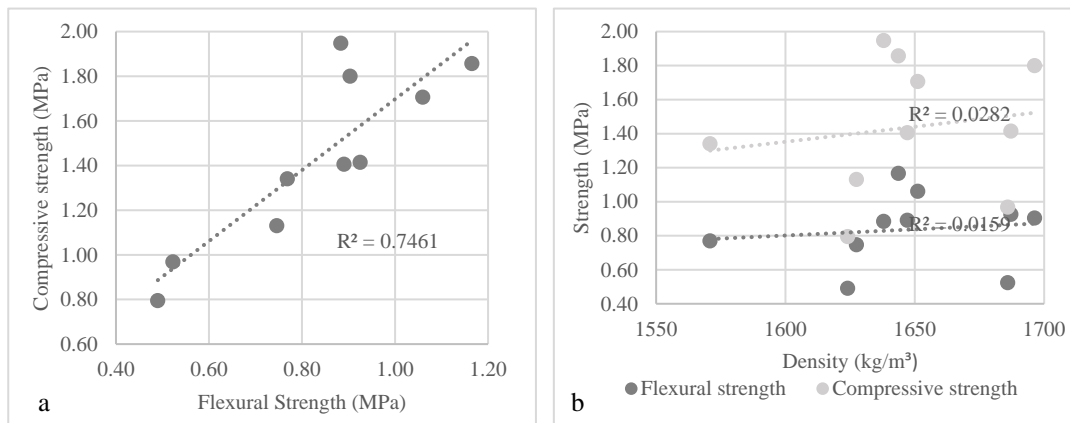 2.00
1.80
1.60
1.40
1.20
1.00
0.80
0.60
Compressive strength (MPa)
R² = 0.7461
0.40
0.60
0.80
1.00
1.20
Flexural Strength (MPa)
a
2.00
1.80
1.60
1.40
1.20
1.00
0.80
0.60
0.40
Strength (MPa)
R² = 0.0282
R² = 0.0159
1550
1600
1650
1700
Density (kg/m³)
Flexural strength
Compressive strength
b